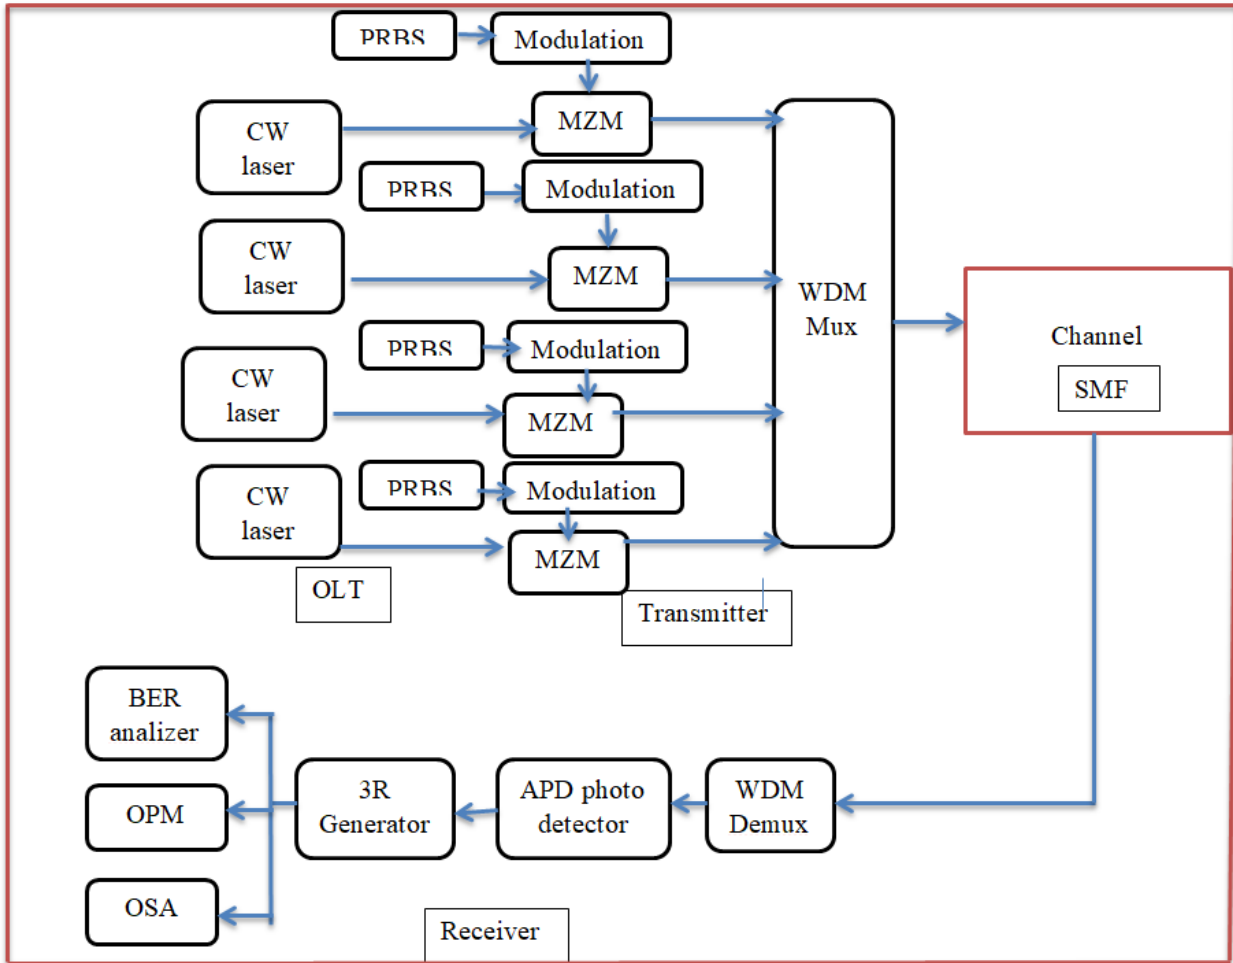 PRBS
Modulation
CW
laser
MZM
PRBS
Modulation
CW
laser
MZM
WDM
Mux
Channel
SMF
PRBS
Modulation
CW
laser
MZM
PRBS
Modulation
CW
laser
MZM
OLT
Transmitter
BER
analizer
OPM
OSA
3R
Generator
APD photo
detector
WDM
Demux
Receiver